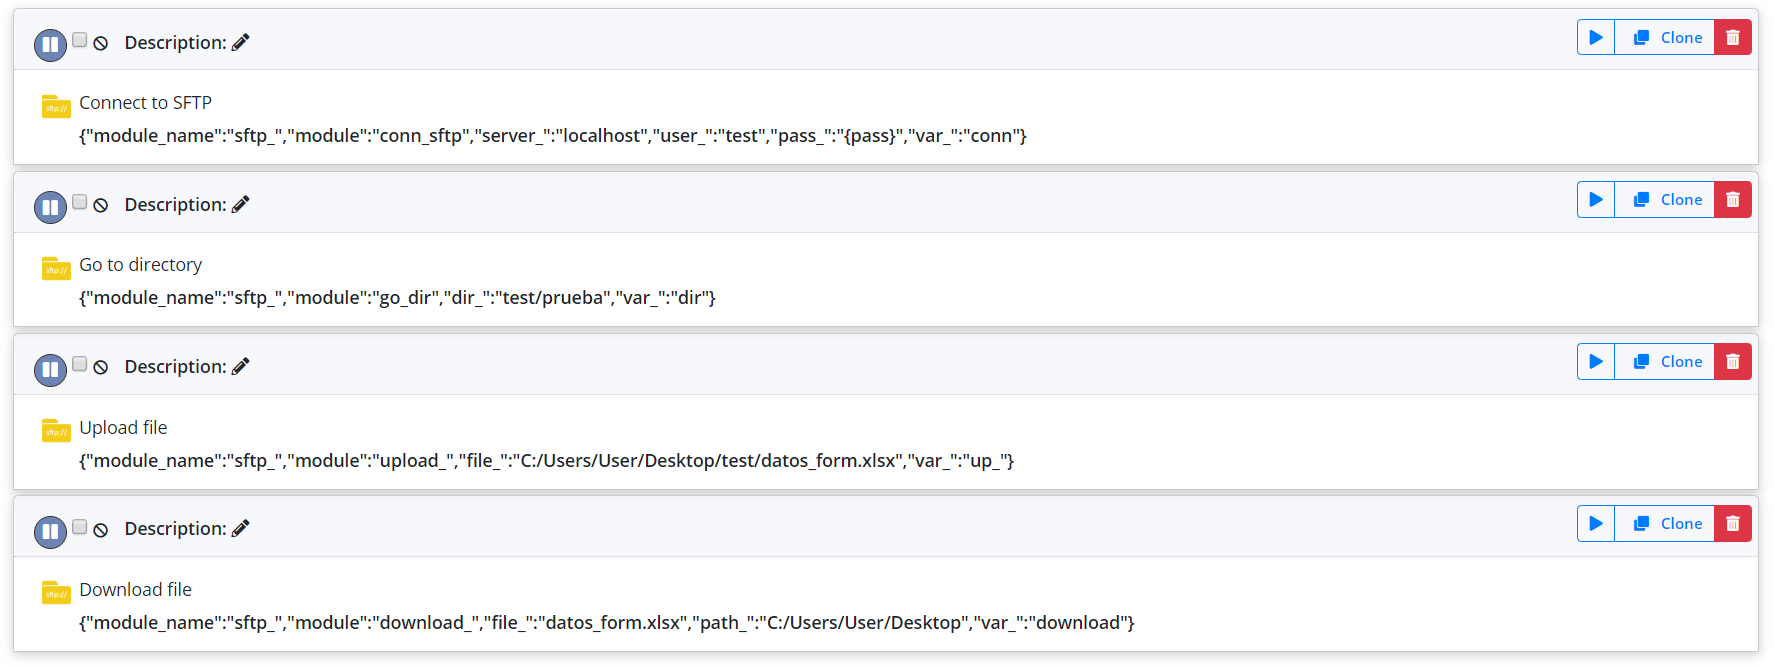 Description:
Clone
sftp://
Connect to SFTP
{"module_name":"sftp_","module":"conn_sftp","server_":"localhost","user_":"test","pass_":"{pass}","var_":"conn"}
Description:
Clone
sftp://
Go to directory
{"module_name":"sftp_","module":"go_dir","dir_":"test/prueba","var_":"dir"}
Description:
Clone
sftp://
Upload file
{"module_name":"sftp_","module":"upload_","file_":"C:/Users/User/Desktop/test/datos_form.xlsx","var_":"up_"}
Description:
Clone
sftp://
Download file
{"module_name":"sftp_","module":"download_","file_":"datos_form.xlsx","path_":"C:/Users/User/Desktop","var_":"download"}